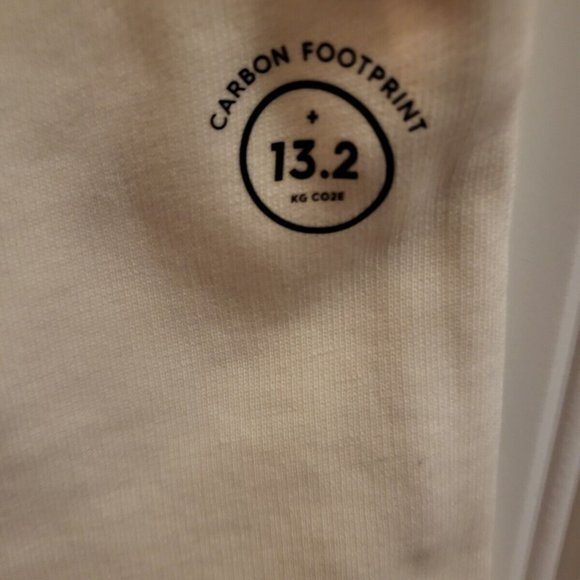 CARBON FOOTPRINT
+
13.2
KG CO2E